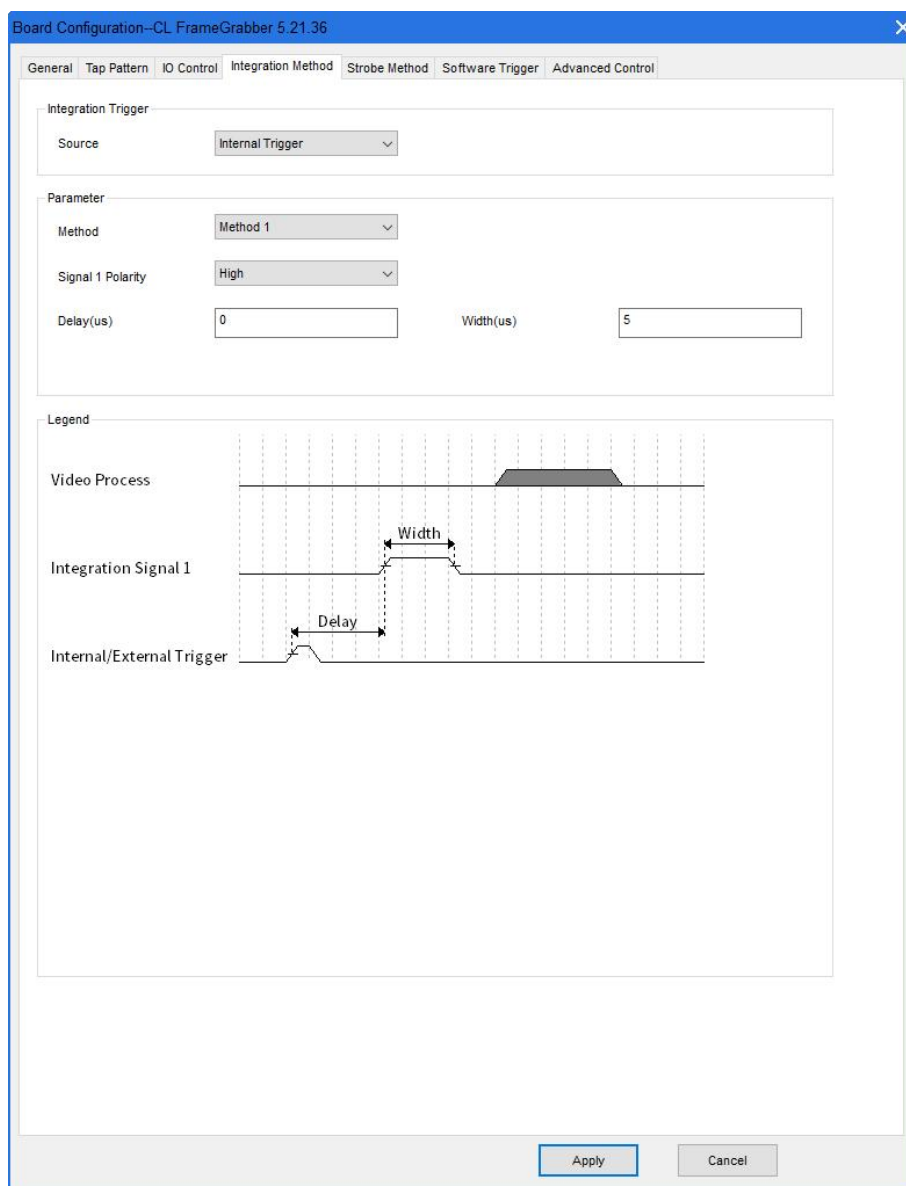 Board Configuration--CL FrameGrabber 5.21.36
General Tap Pattern IO Control Integration Method Strobe Method Software Trigger Advanced Control
Integration Trigger
Source Internal Trigger
Parameter
Method Method 1
Signal 1 Polarity High
Delay(us) 0 Width(us) 5
Legend
Video Process
Width
Integration Signal 1
Delay
Internal/External Trigger
Apply Cancel